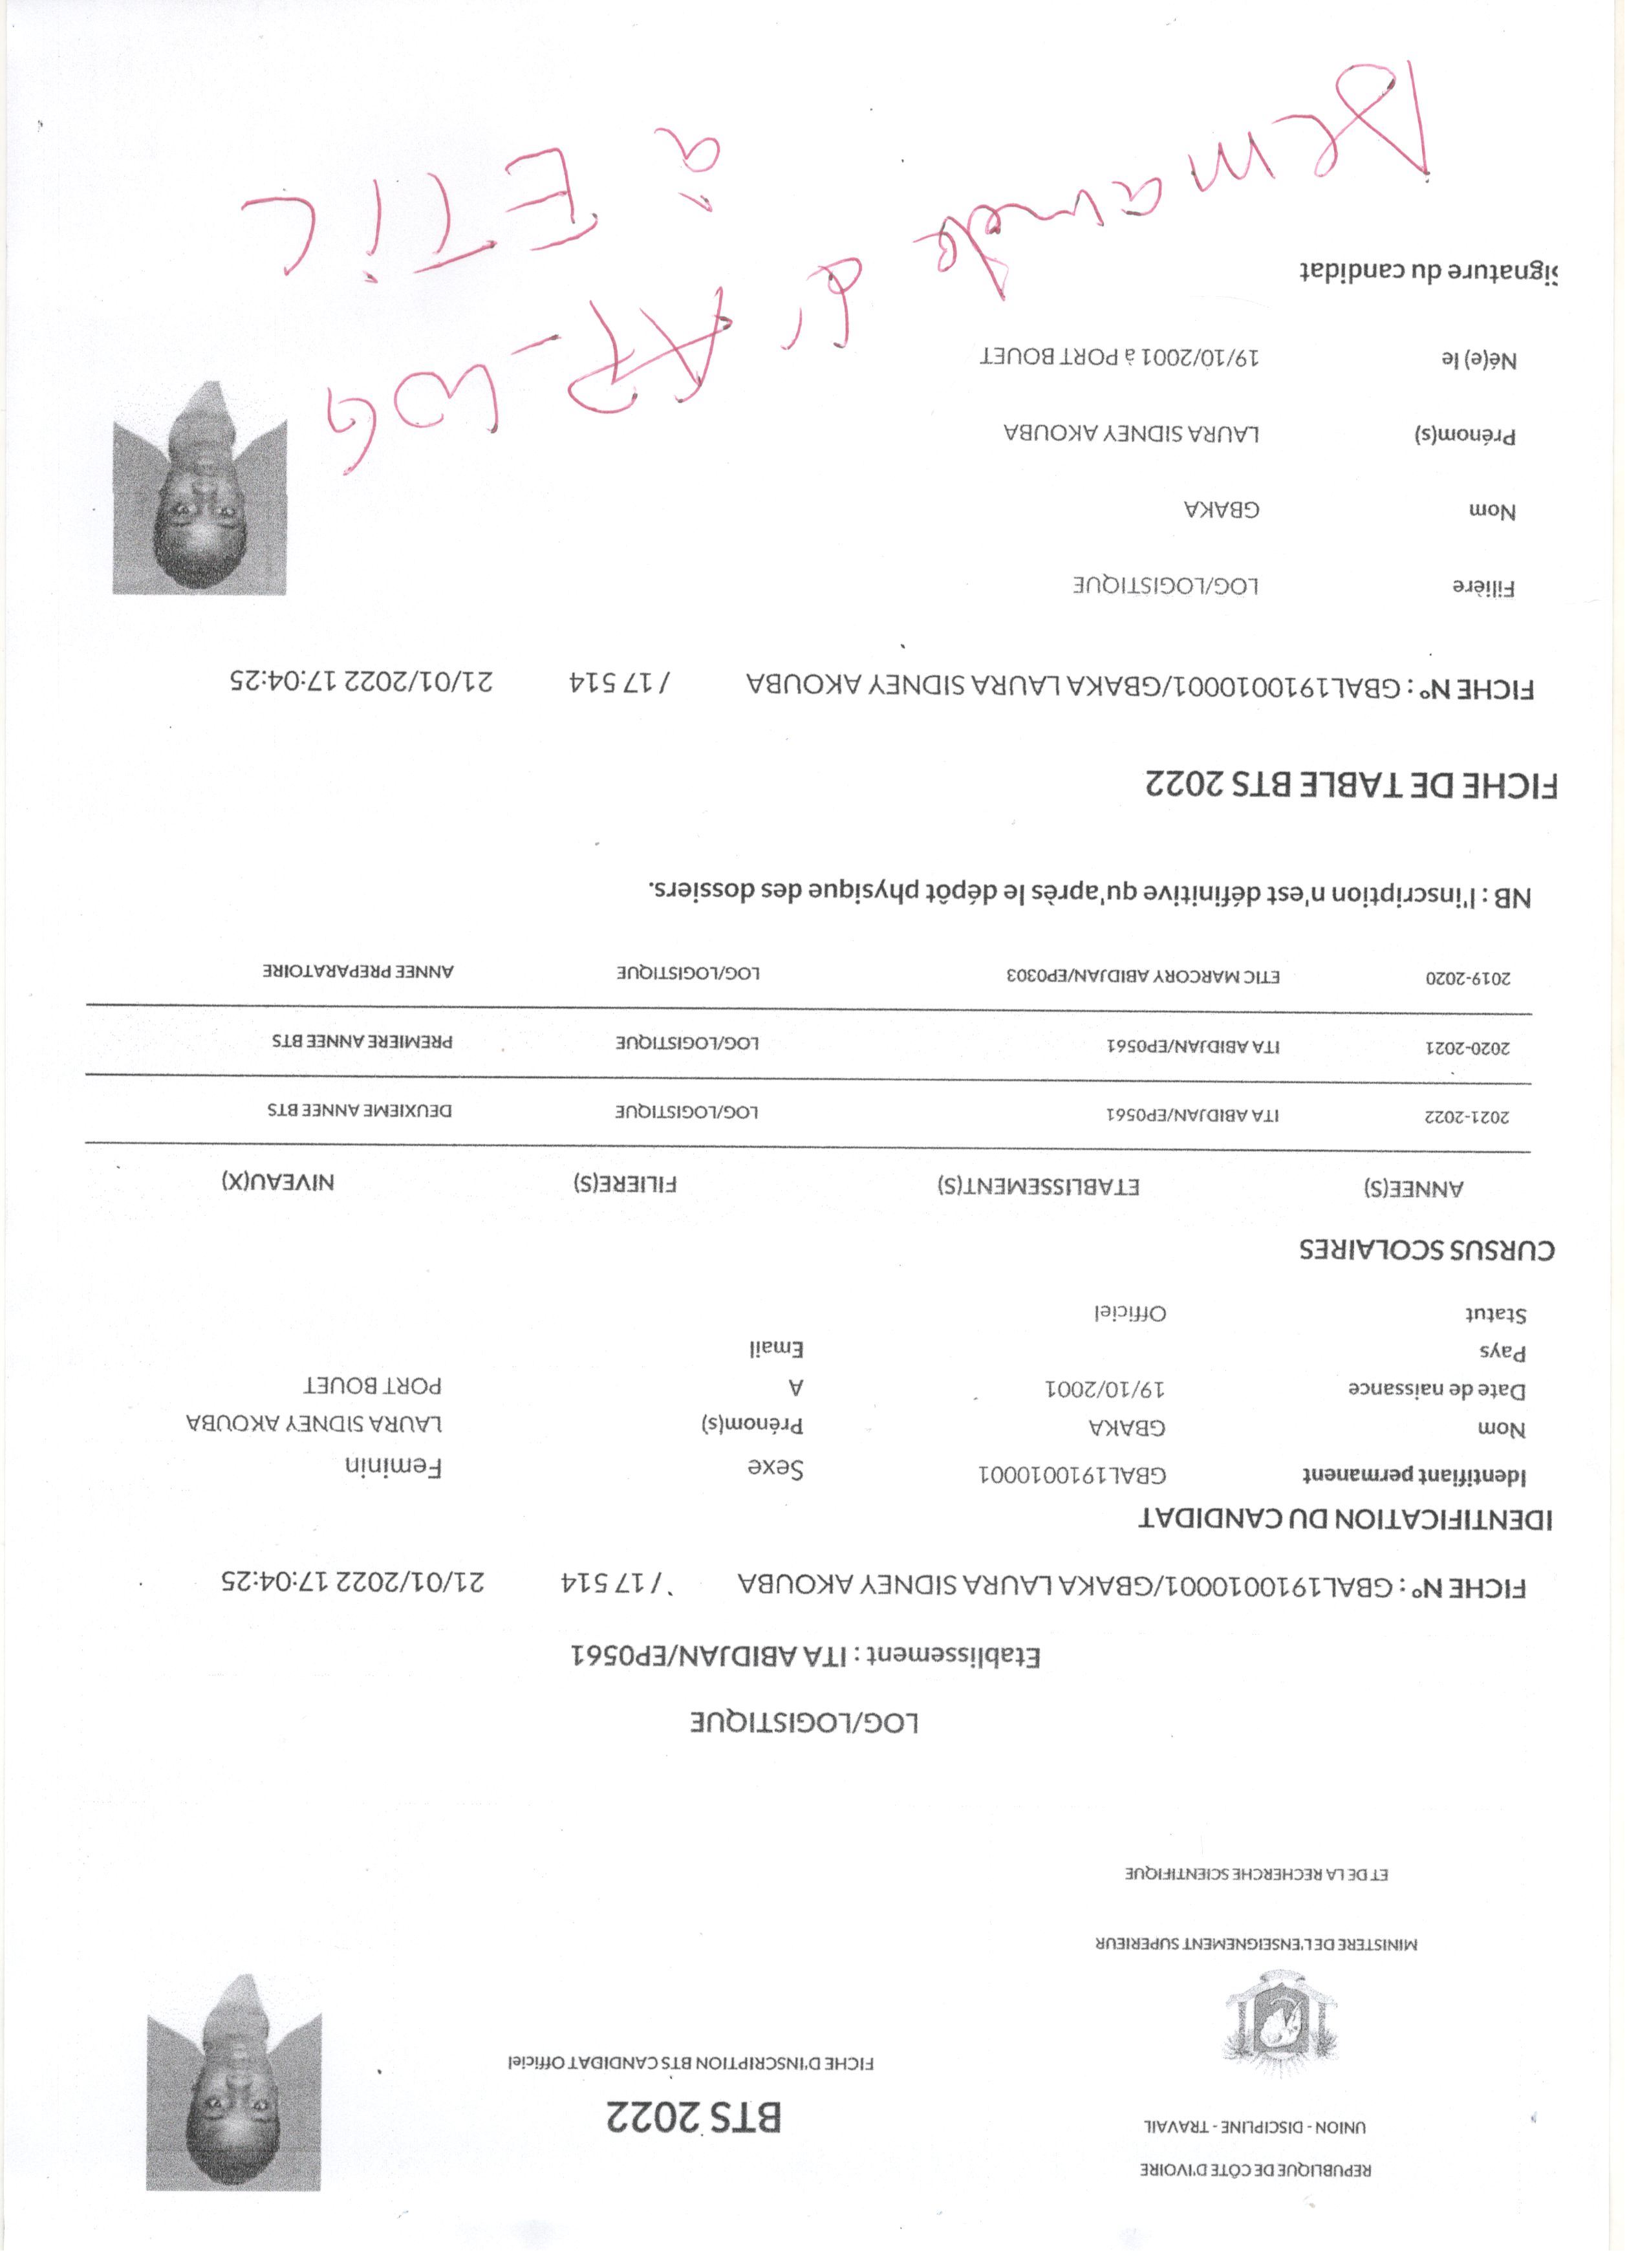 REPUBLIQUE DE CÔTE D'IVOIRE
UNION - DISCIPLINE - TRAVAIL
BTS 2022
FICHE D'INSCRIPTION BTS CANDIDAT Officiel
MINISTERE DE L'ENSEIGNEMENT SUPERIEUR
ET DE LA RECHERCHE SCIENTIFIQUE
LOG/LOGISTIQUE
Etablissement : ITA ABIDJAN/EP0561
FICHE N° : GBAL1910010001/GBAKA LAURA SIDNEY AKOUBA / 17 514 21/01/2022 17:04:25
IDENTIFICATION DU CANDIDAT
Identifiant permanent GBAL1910010001 Sexe Feminin
Nom GBAKA Prénom(s) LAURA SIDNEY AKOUBA
Date de naissance 19/10/2001 A PORT BOUET
Pays Email
Statut Officiel
CURSUS SCOLAIRES
ANNEE(S) ETABLISSEMENT(S) FILIERE(S) NIVEAU(X)
2021-2022 ITA ABIDJAN/EP0561 LOG/LOGISTIQUE DEUXIEME ANNEE BTS
2020-2021 ITA ABIDJAN/EP0561 LOG/LOGISTIQUE PREMIERE ANNEE BTS
2019-2020 ETIC MARCORY ABIDJAN/EP0303 LOG/LOGISTIQUE ANNEE PREPARATOIRE
NB : l'inscription n'est définitive qu'après le dépôt physique des dossiers.
FICHE DE TABLE BTS 2022
FICHE N° : GBAL1910010001/GBAKA LAURA SIDNEY AKOUBA / 17 514 21/01/2022 17:04:25
Filière LOG/LOGISTIQUE
Nom GBAKA
Prénom(s) LAURA SIDNEY AKOUBA
Né(e) le 19/10/2001 à PORT BOUET
Signature du candidat
Demande d'AP-LOG
à ETIC